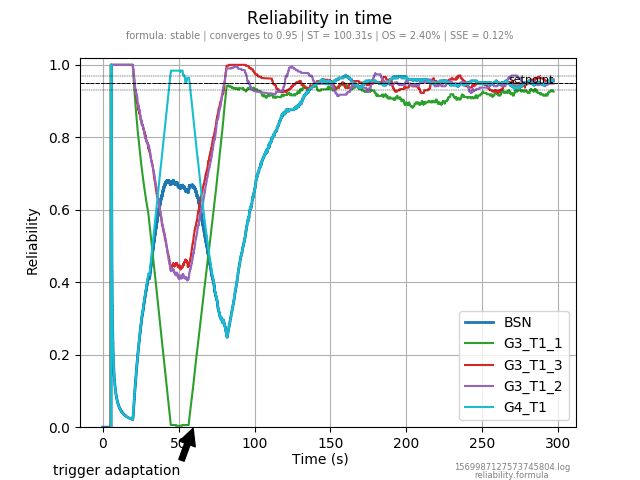 Reliability in time
formula: stable | converges to 0.95 | ST = 100.31s | OS = 2.40% | SSE = 0.12%
1.0
setpoint
0.8
0.6
Reliability
0.4
BSN
G3_T1_1
G3_T1_3
0.2
G3_T1_2
G4_T1
0.0
0 50 100 150 200 250 300
Time (s)
trigger adaptation
1569987127573745804.log
reliability.formula